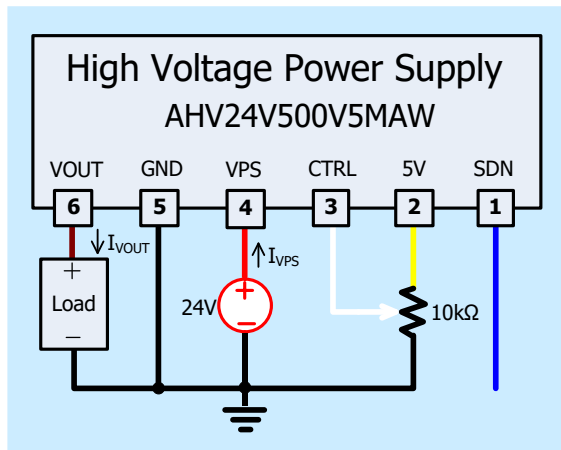 High Voltage Power Supply
AHV24V500V5MAW
VOUT GND VPS CTRL 5V SDN
6 5 4 3 2 1
↓IVOUT ↑IVPS
+ +
Load 24V 10kΩ
− −